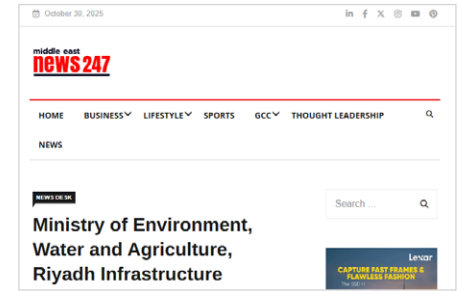 October 30, 2025
middle east
news 247
HOME BUSINESS LIFESTYLE SPORTS GCC THOUGHT LEADERSHIP
NEWS
NEWS DESK
Search ...
Ministry of Environment,
Water and Agriculture,
Riyadh Infrastructure
Lexar
CAPTURE FAST FRAMES &
FLAWLESS FASHION